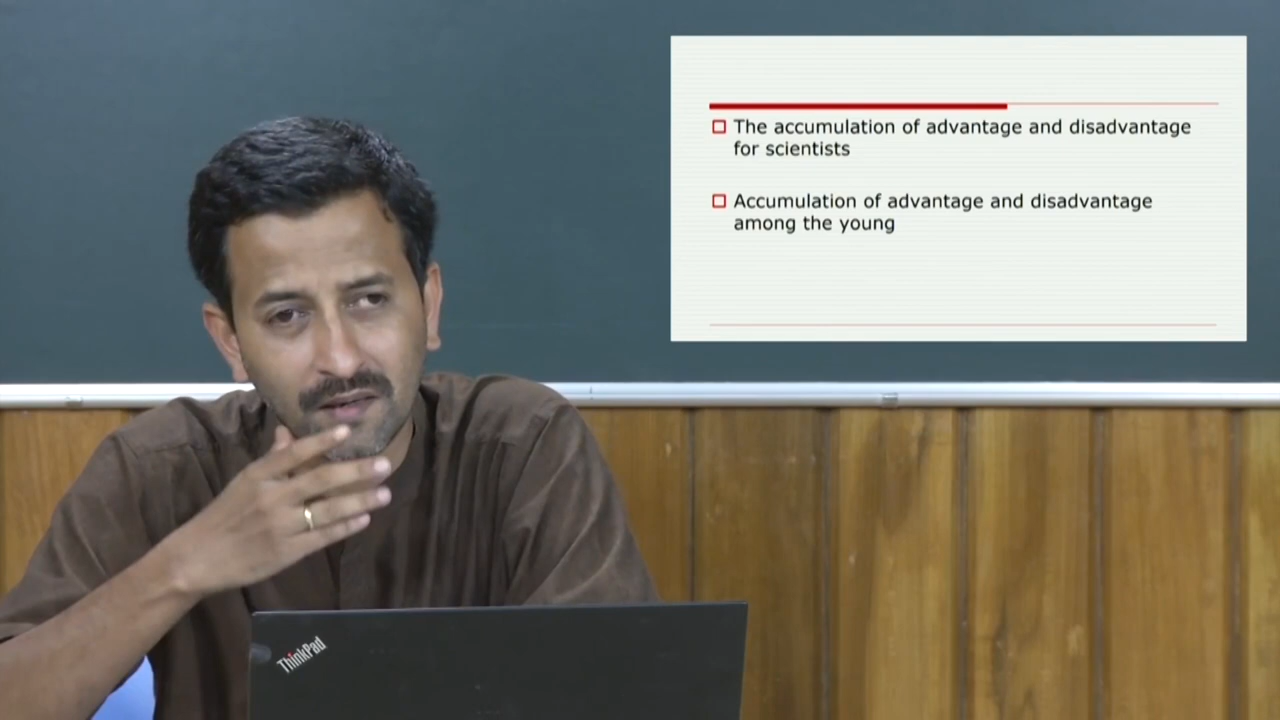 The accumulation of advantage and disadvantage
for scientists
Accumulation of advantage and disadvantage
among the young
ThinkPad